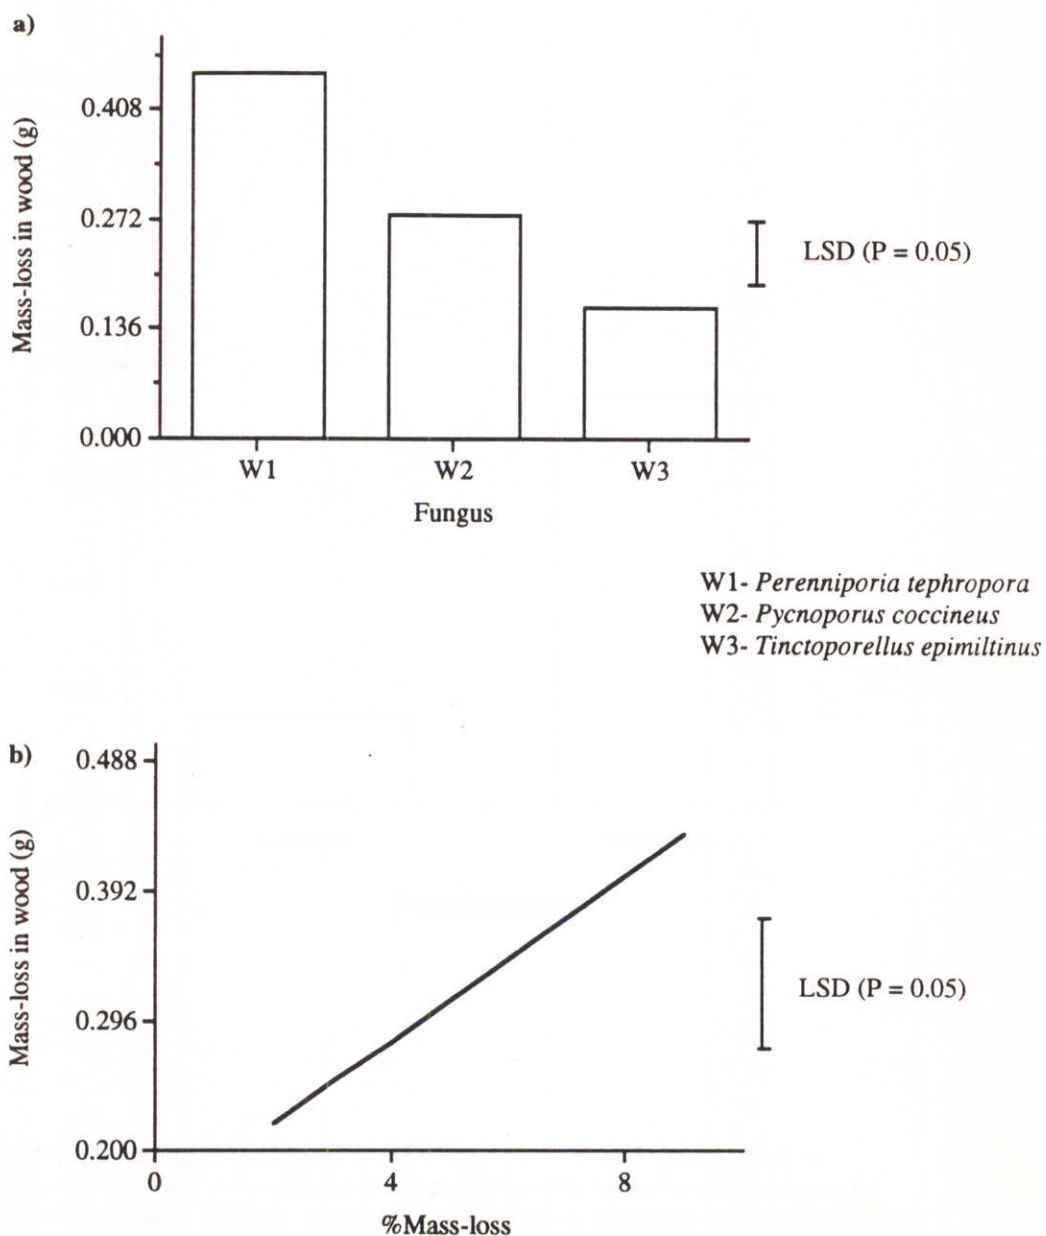 a)
Mass-loss in wood (g)
0.408
0.272
0.136
0.000
W1 W2 W3
Fungus
LSD (P = 0.05)
W1- Perenniporia tephropora
W2- Pycnoporus coccineus
W3- Tinctoporellus epimiltinus
b)
Mass-loss in wood (g)
0.488
0.392
0.296
0.200
0 4 8
%Mass-loss
LSD (P = 0.05)